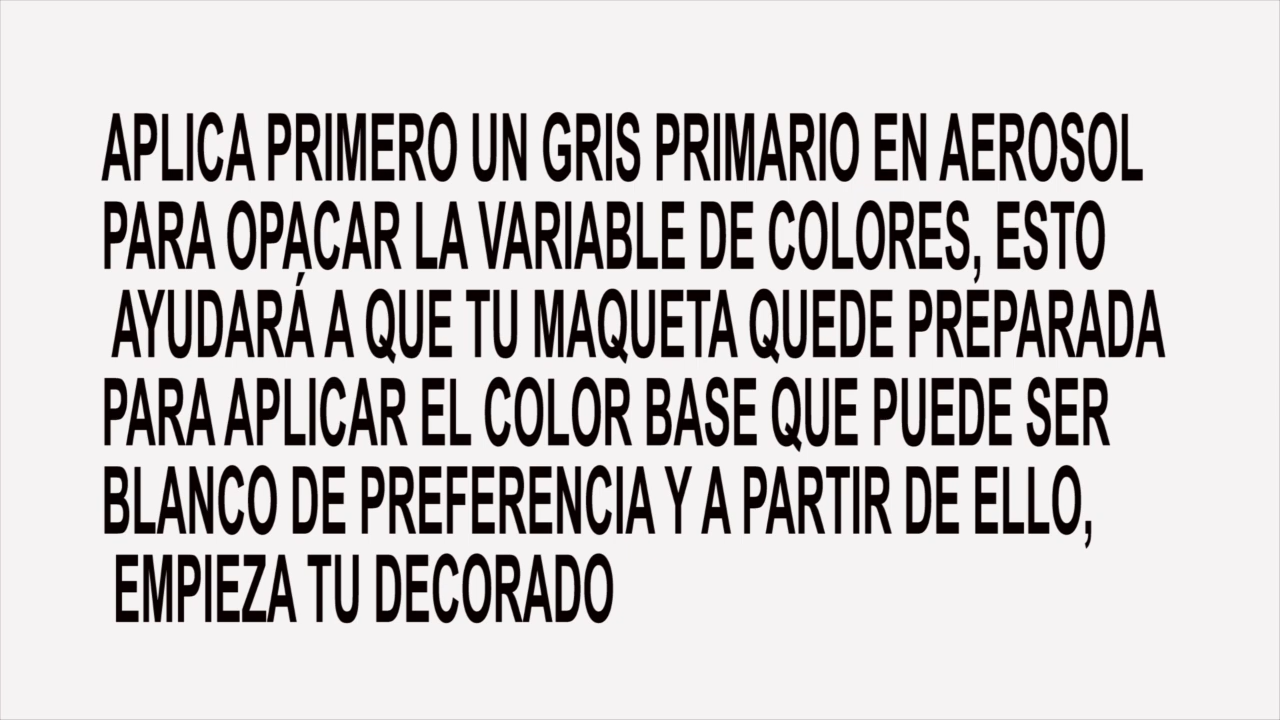 APLICA PRIMERO UN GRIS PRIMARIO EN AEROSOL
PARA OPACAR LA VARIABLE DE COLORES, ESTO
AYUDARÁ A QUE TU MAQUETA QUEDE PREPARADA
PARA APLICAR EL COLOR BASE QUE PUEDE SER
BLANCO DE PREFERENCIA Y A PARTIR DE ELLO,
EMPIEZA TU DECORADO